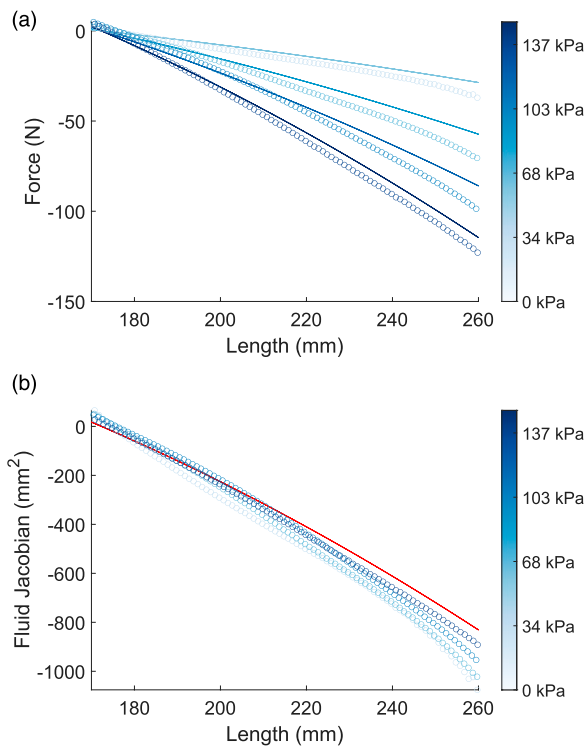 (a)
0
-50
-100
-150
Force (N)
180
200
220
240
260
Length (mm)
137 kPa
103 kPa
68 kPa
34 kPa
0 kPa
(b)
0
-200
-400
-600
-800
-1000
Fluid Jacobian (mm²)
180
200
220
240
260
Length (mm)
137 kPa
103 kPa
68 kPa
34 kPa
0 kPa